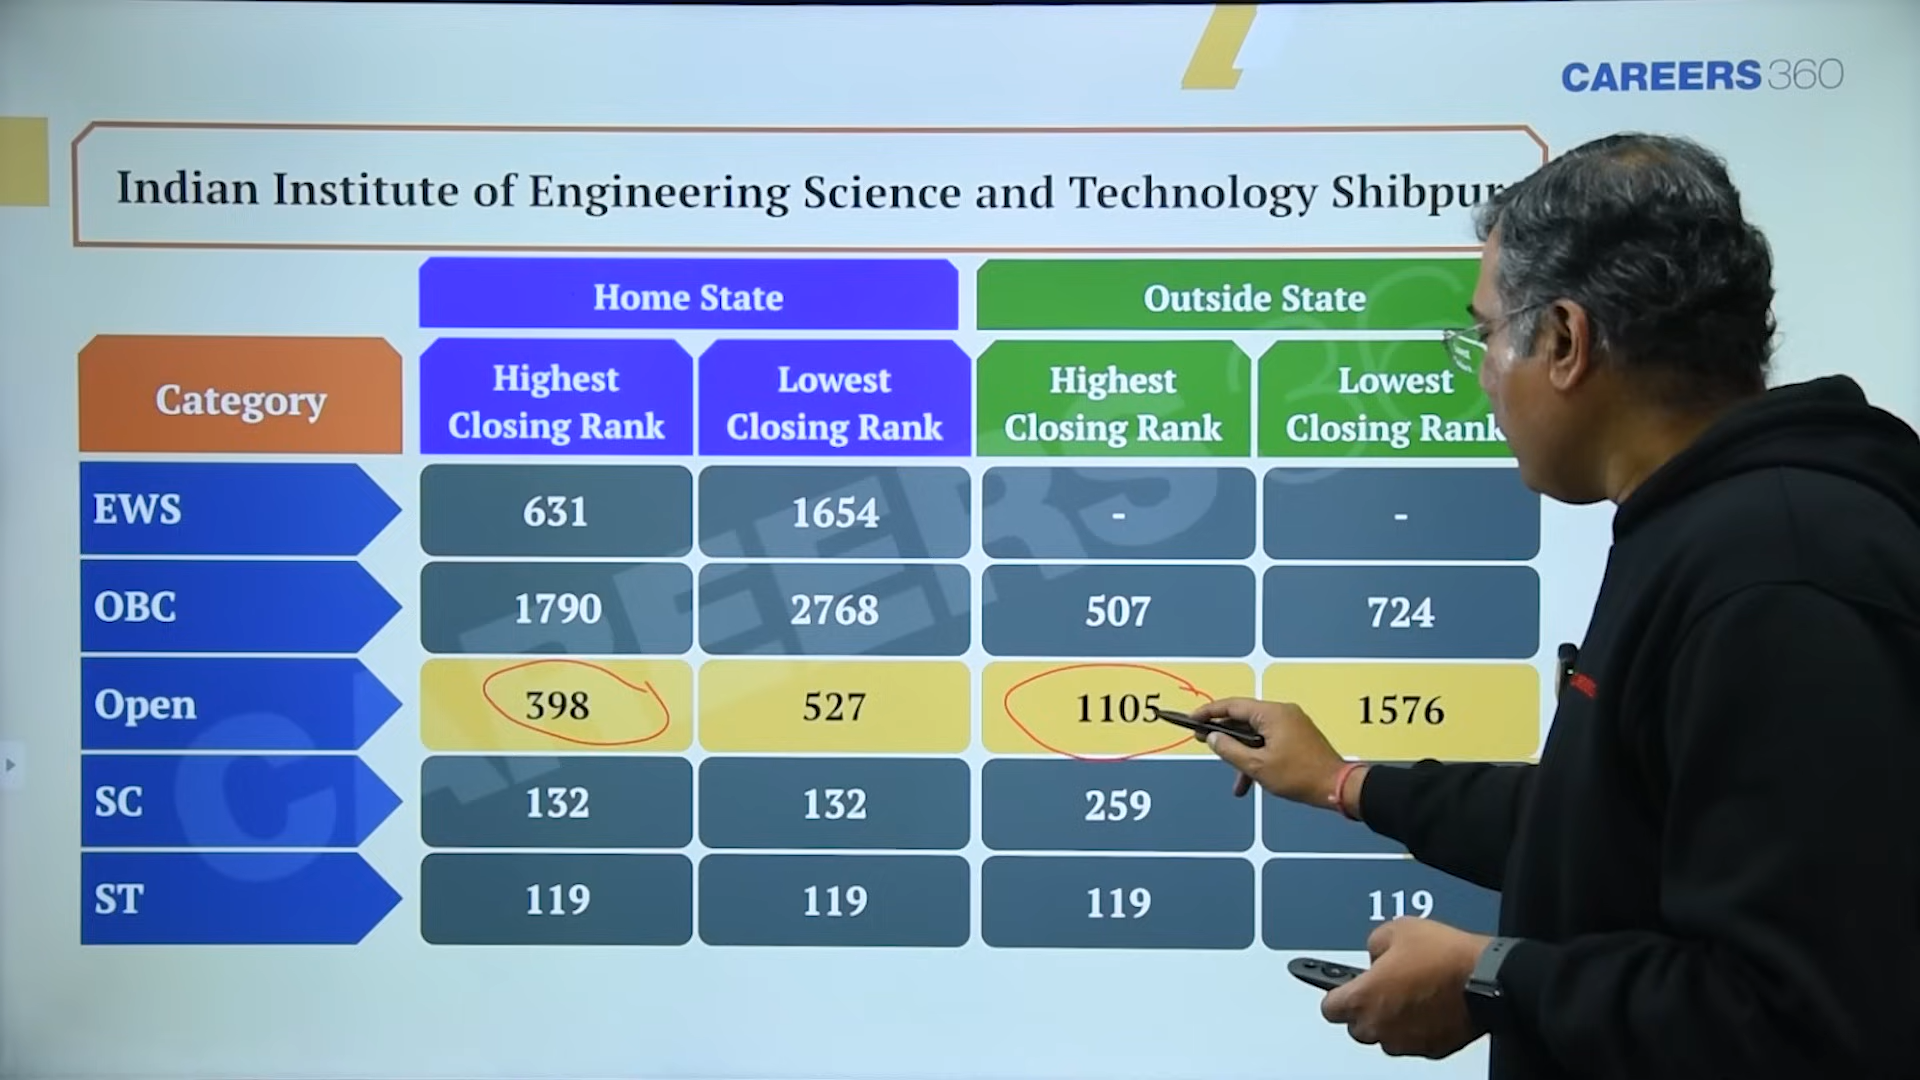 CAREERS360
Indian Institute of Engineering Science and Technology Shibpur
Home State
Outside State
Category
Highest
Closing Rank
Lowest
Closing Rank
Highest
Closing Rank
Lowest
Closing Rank
EWS
631
1654
-
-
OBC
1790
2768
507
724
Open
398
527
1105
1576
SC
132
132
259
ST
119
119
119
119
CAREERS 36